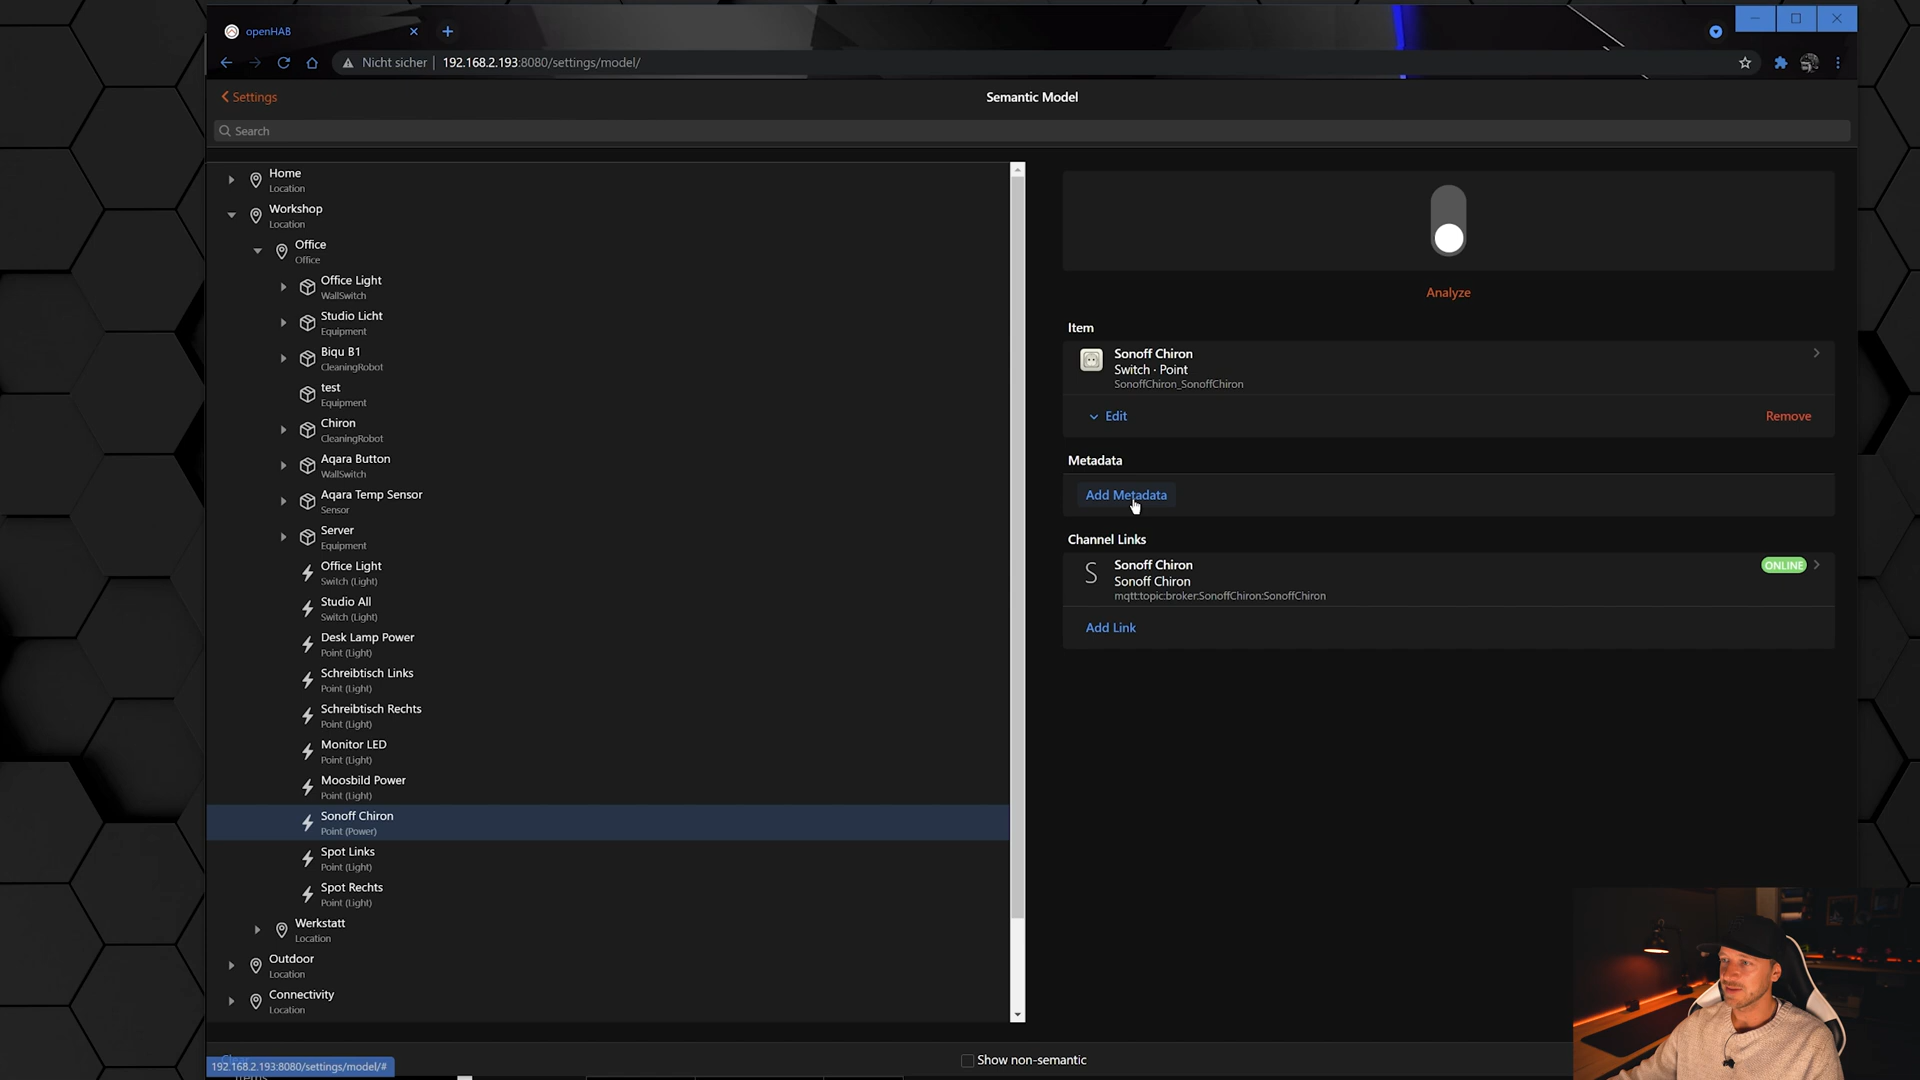 openHAB
Nicht sicher
192.168.2.193:8080/settings/model/
Settings
Semantic Model
Search
Home
Location
Workshop
Location
Office
Office
Office Light
WallSwitch
Studio Licht
Equipment
Biqu B1
CleaningRobot
test
Equipment
Chiron
CleaningRobot
Aqara Button
WallSwitch
Aqara Temp Sensor
Sensor
Server
Equipment
Office Light
Switch (Light)
Studio All
Switch (Light)
Desk Lamp Power
Point (Light)
Schreibtisch Links
Point (Light)
Schreibtisch Rechts
Point (Light)
Monitor LED
Point (Light)
Moosbild Power
Point (Light)
Sonoff Chiron
Point (Power)
Spot Links
Point (Light)
Spot Rechts
Point (Light)
Werkstatt
Location
Outdoor
Location
Connectivity
Location
Analyze
Item
Sonoff Chiron
Switch · Point
SonoffChiron_SonoffChiron
Edit
Remove
Metadata
Add Metadata
Channel Links
Sonoff Chiron
ONLINE
S
Sonoff Chiron
mqtt:topic:broker:SonoffChiron:SonoffChiron
Add Link
Show non-semantic
192.168.2.193:8080/settings/model/#